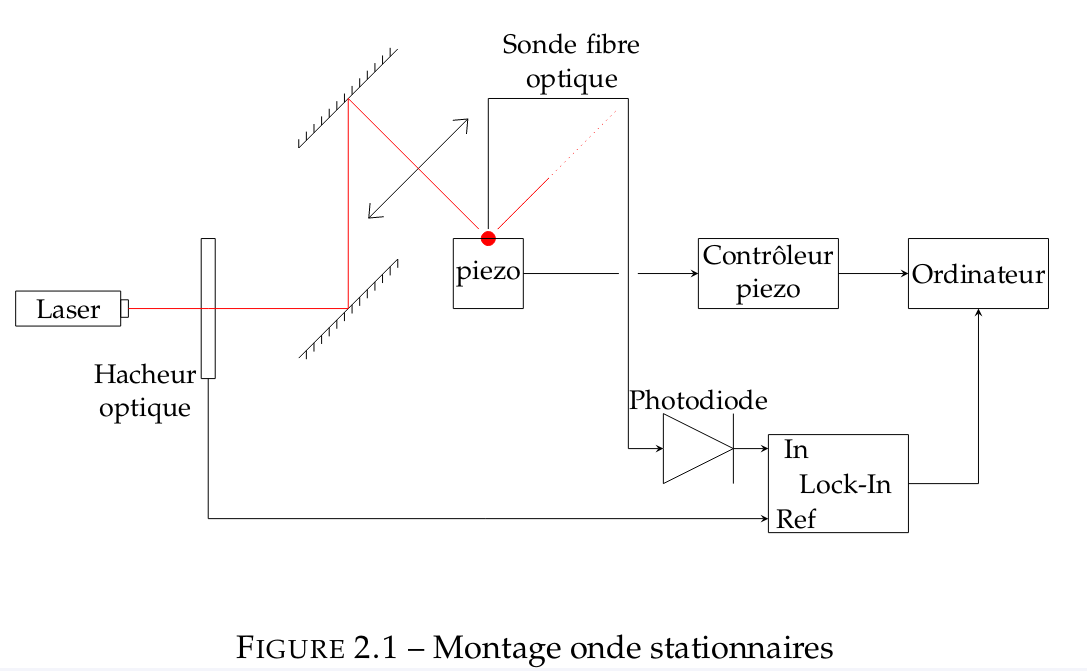 Sonde fibre
optique
piezo
Contrôleur
piezo
Ordinateur
Laser
Hacheur
optique
Photodiode
In
Lock-In
Ref
FIGURE 2.1 – Montage onde stationnaires